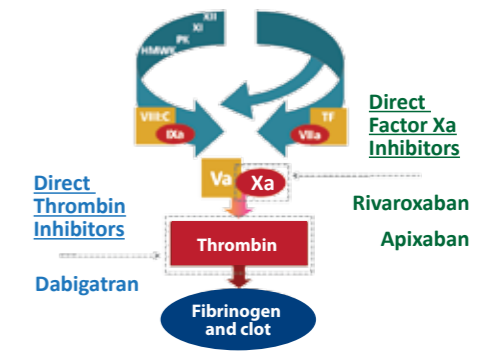 XII
XI
PK
HMWK
VIII:C
IXa
TF
VIIa
Direct
Factor Xa
Inhibitors
Va
Xa
Rivaroxaban
Apixaban
Direct
Thrombin
Inhibitors
Thrombin
Dabigatran
Fibrinogen
and clot